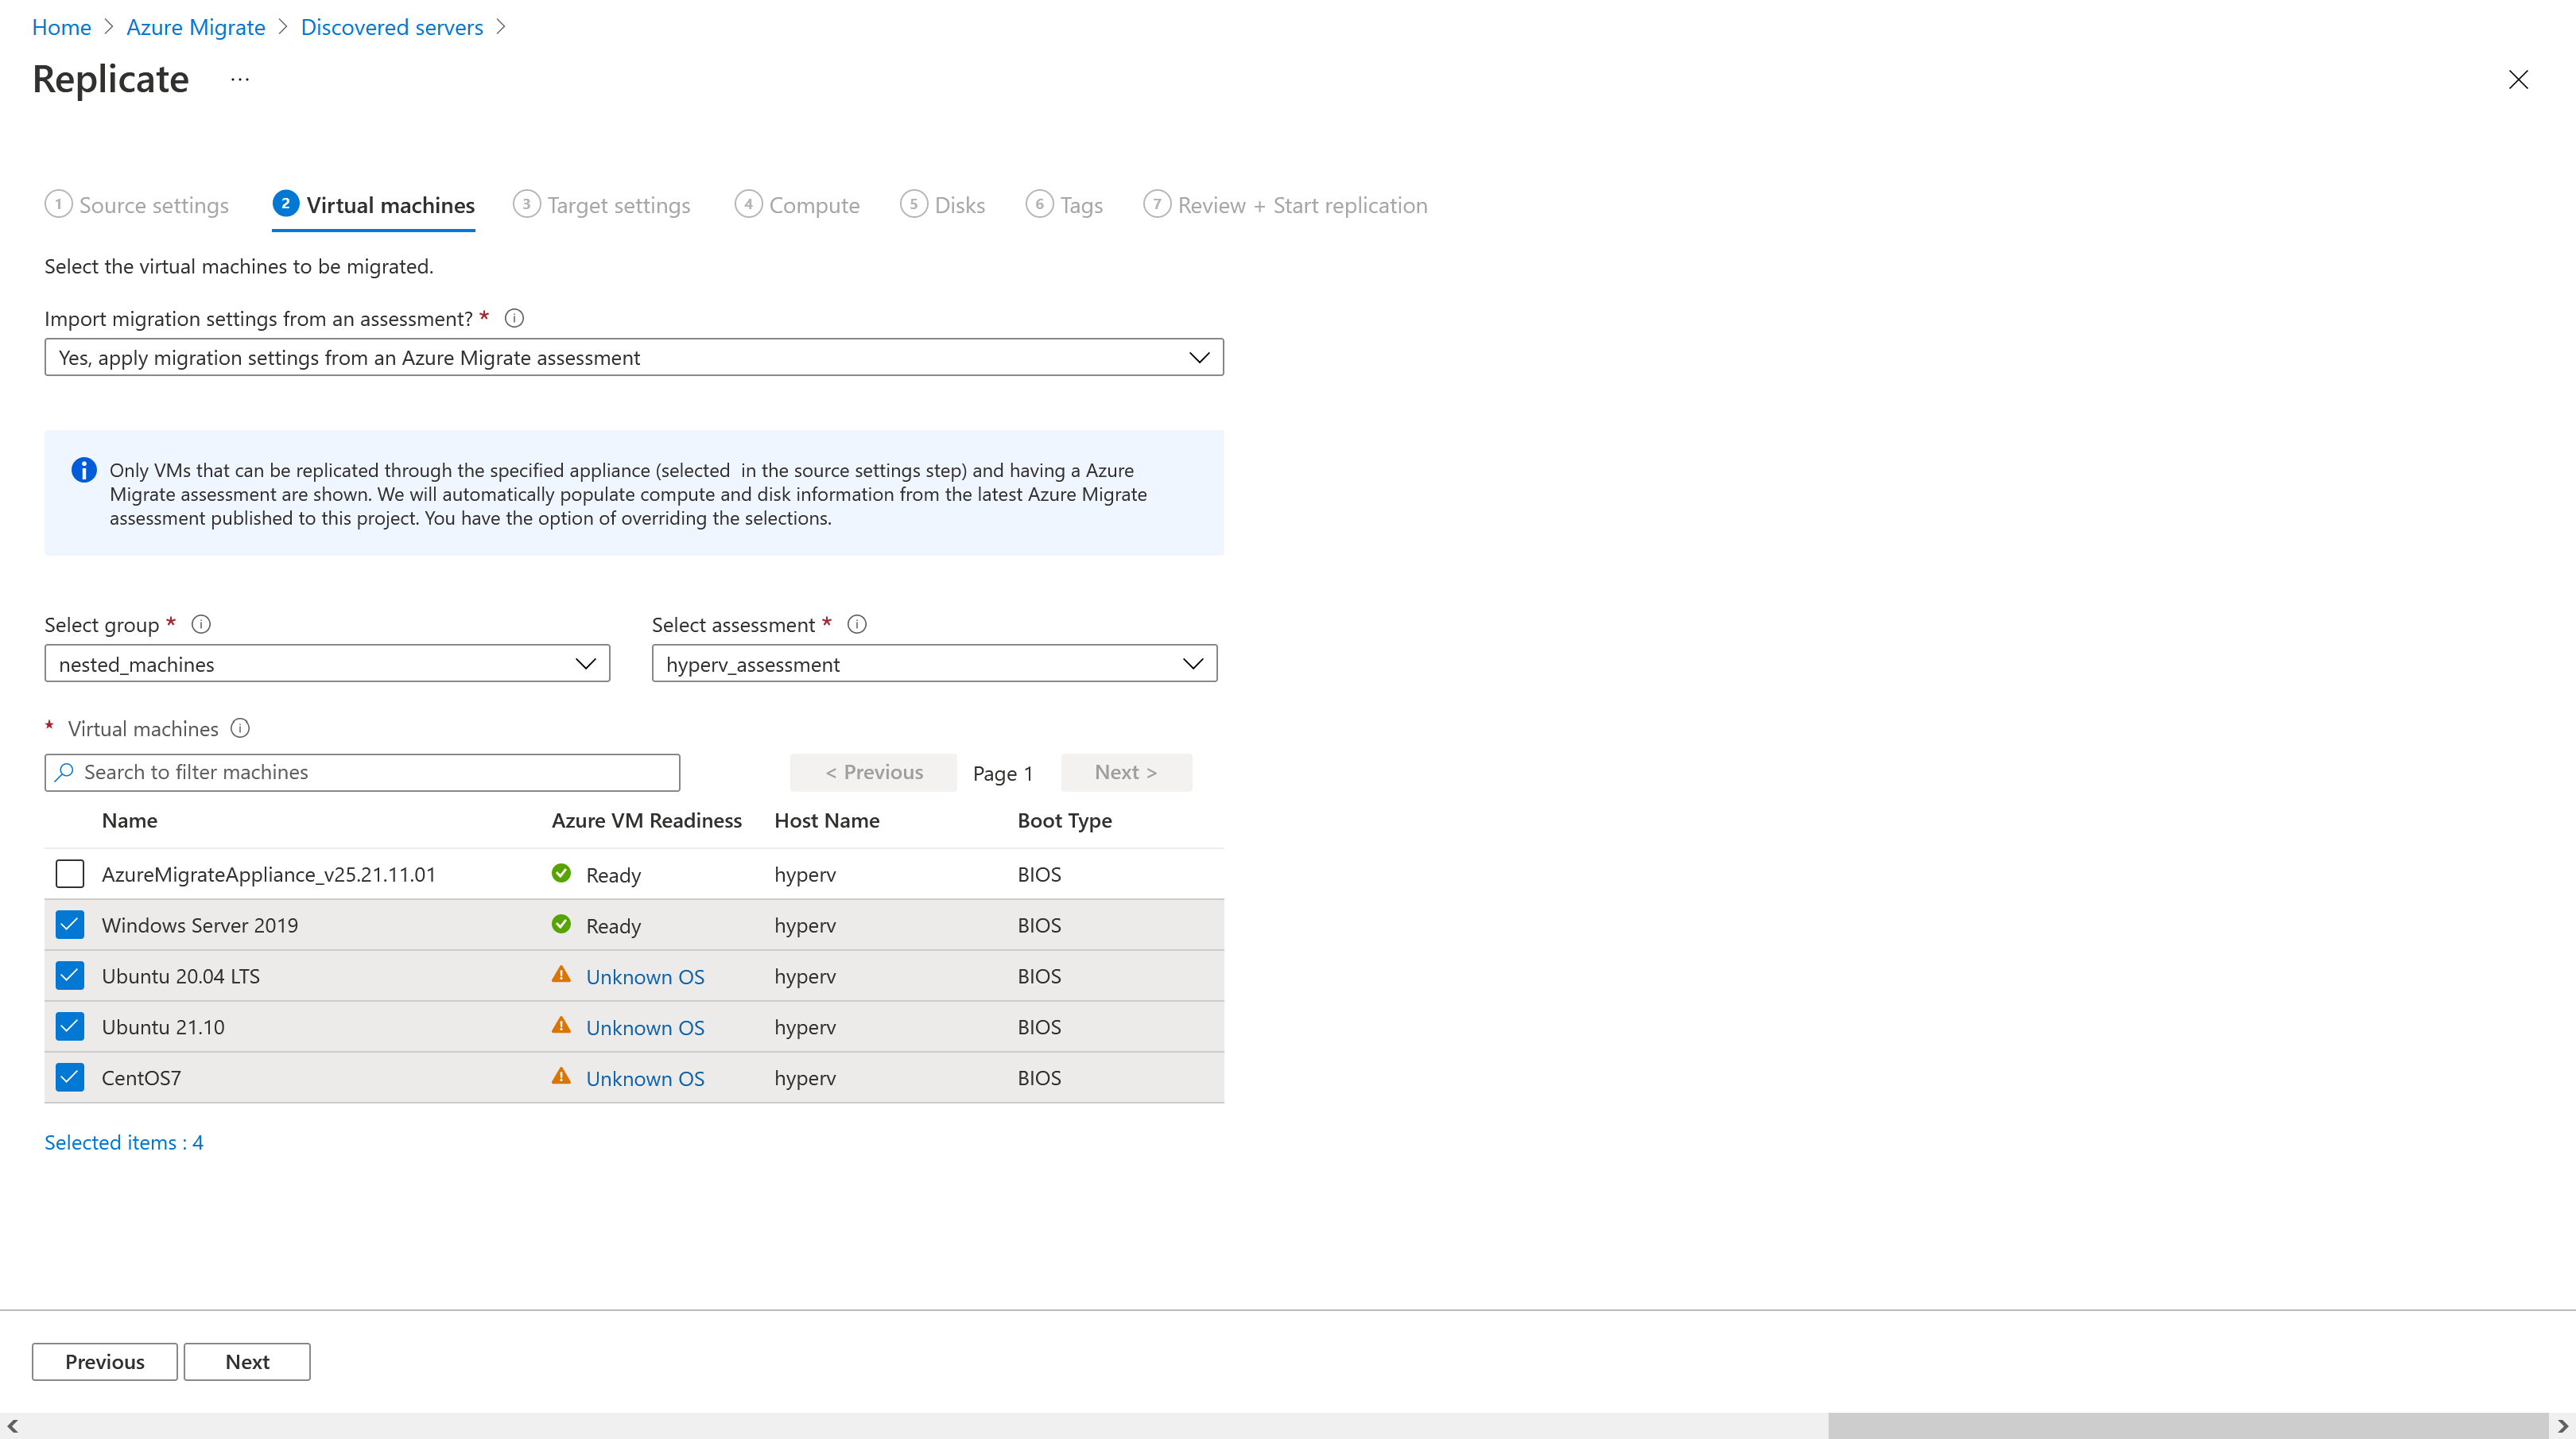 Home > Azure Migrate > Discovered servers >
Replicate ...
1 Source settings 2 Virtual machines 3 Target settings 4 Compute 5 Disks 6 Tags 7 Review + Start replication
Select the virtual machines to be migrated.
Import migration settings from an assessment? *
Yes, apply migration settings from an Azure Migrate assessment
Only VMs that can be replicated through the specified appliance (selected  in the source settings step) and having a Azure
Migrate assessment are shown. We will automatically populate compute and disk information from the latest Azure Migrate
assessment published to this project. You have the option of overriding the selections.
Select group * Select assessment *
nested_machines hyperv_assessment
* Virtual machines
Search to filter machines < Previous Page 1 Next >
Name Azure VM Readiness Host Name Boot Type
AzureMigrateAppliance_v25.21.11.01 Ready hyperv BIOS
Windows Server 2019 Ready hyperv BIOS
Ubuntu 20.04 LTS Unknown OS hyperv BIOS
Ubuntu 21.10 Unknown OS hyperv BIOS
CentOS7 Unknown OS hyperv BIOS
Selected items : 4
Previous Next